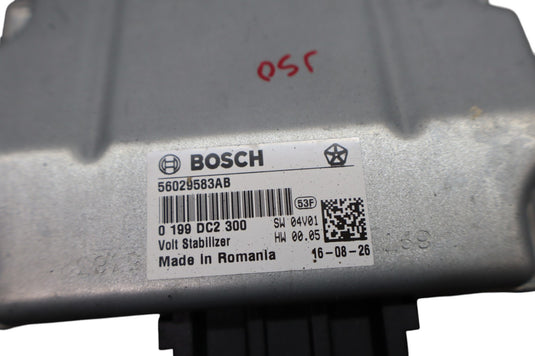 BOSCH
56029583AB
53F
0 199 DC2 300 SW 04V01
Volt Stabilizer HW 00.05
Made in Romania 16-08-26